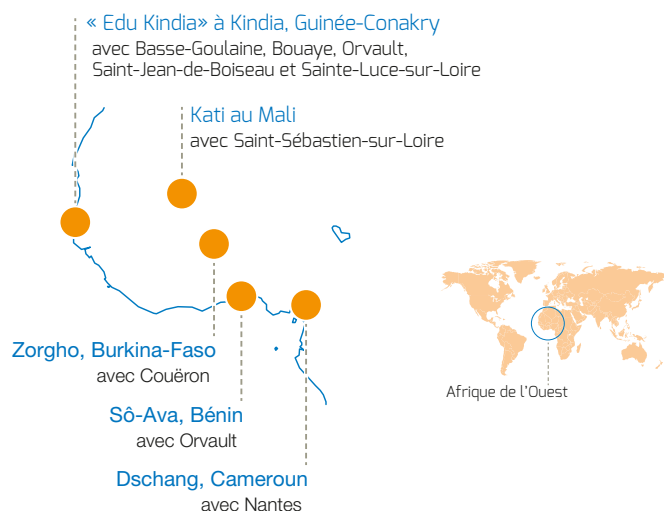 « Edu Kindia» à Kindia, Guinée-Conakry
avec Basse-Goulaine, Bouaye, Orvault,
Saint-Jean-de-Boiseau et Sainte-Luce-sur-Loire
Kati au Mali
avec Saint-Sébastien-sur-Loire
Zorgho, Burkina-Faso
avec Couëron
Sô-Ava, Bénin
avec Orvault
Dschang, Cameroun
avec Nantes
Afrique de l'Ouest